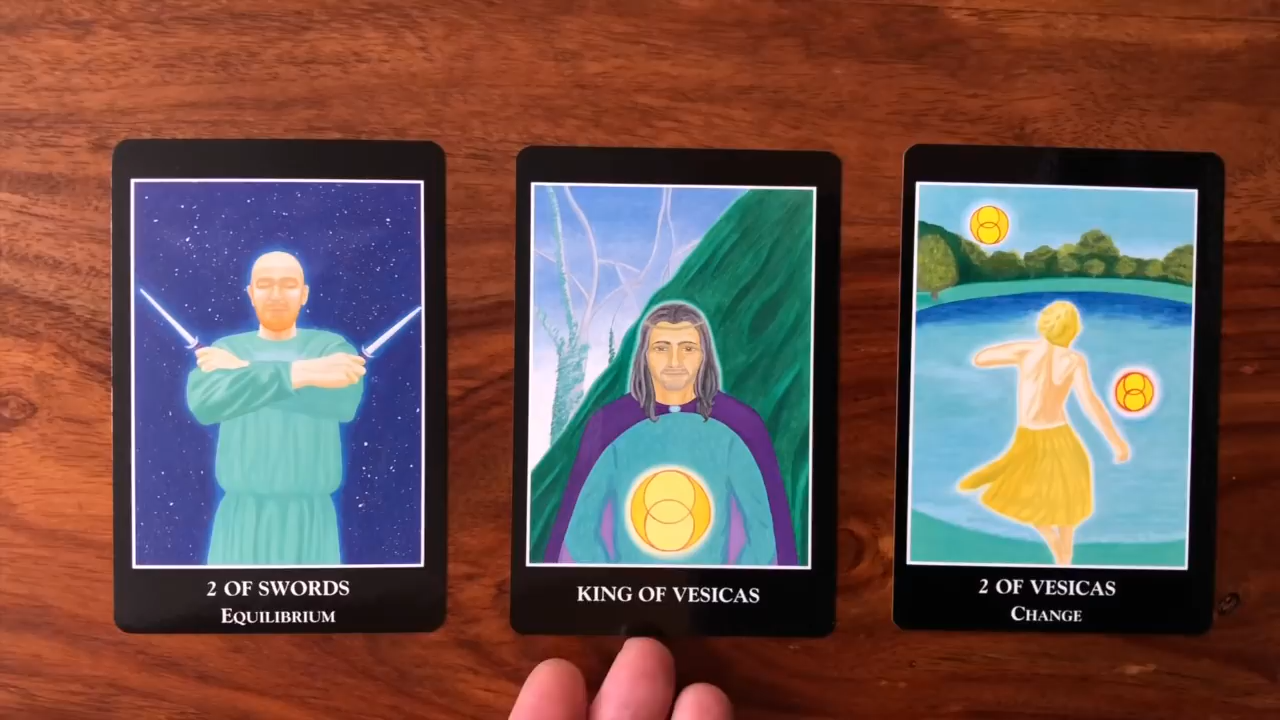 2 OF SWORDS
EQUILIBRIUM
KING OF VESICAS
2 OF VESICAS
CHANGE